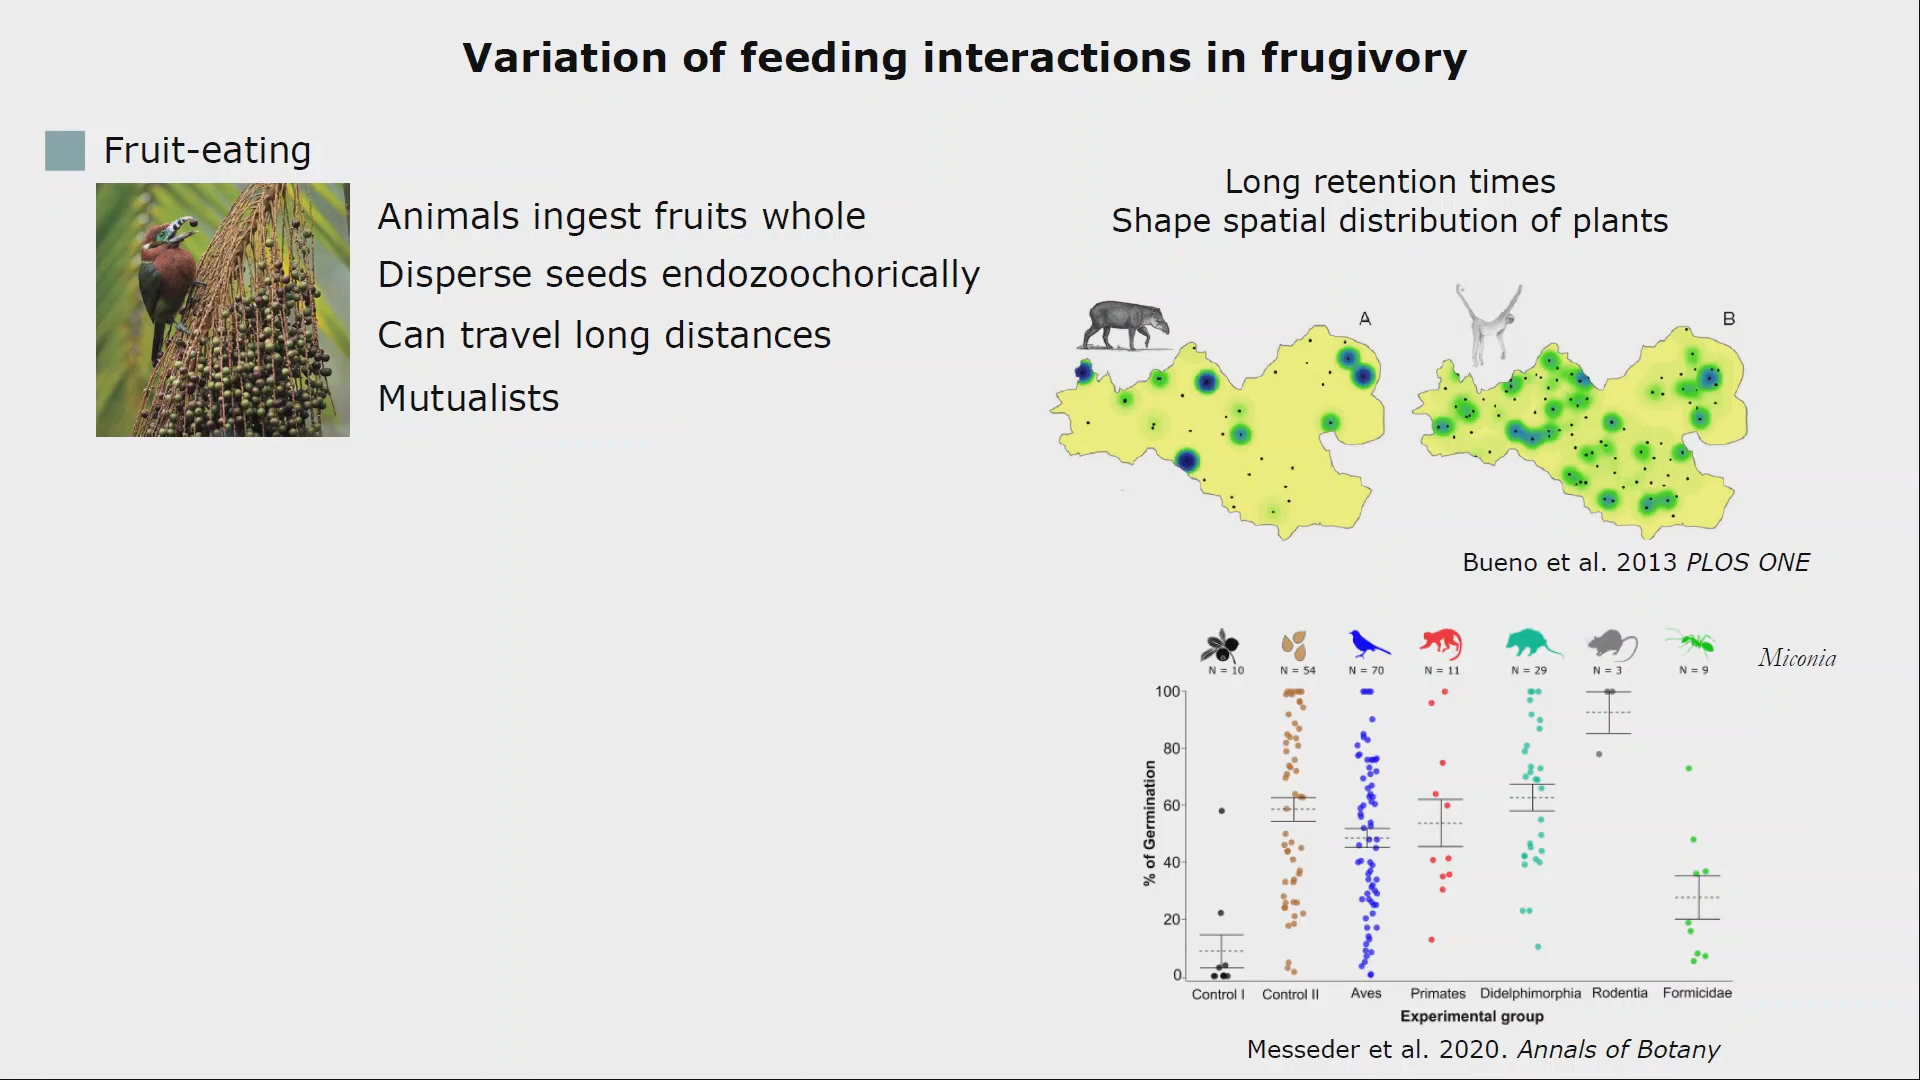 Variation of feeding interactions in frugivory
Fruit-eating
Animals ingest fruits whole
Disperse seeds endozoochorically
Can travel long distances
Mutualists
Long retention times
Shape spatial distribution of plants
A
B
Bueno et al. 2013 PLOS ONE
N = 10 N = 54 N = 70 N = 11 N = 29 N = 3 N = 9
Miconia
100
80
60
40
20
0
% of Germination
Control I Control II Aves Primates Didelphimorphia Rodentia Formicidae
Experimental group
Messeder et al. 2020. Annals of Botany